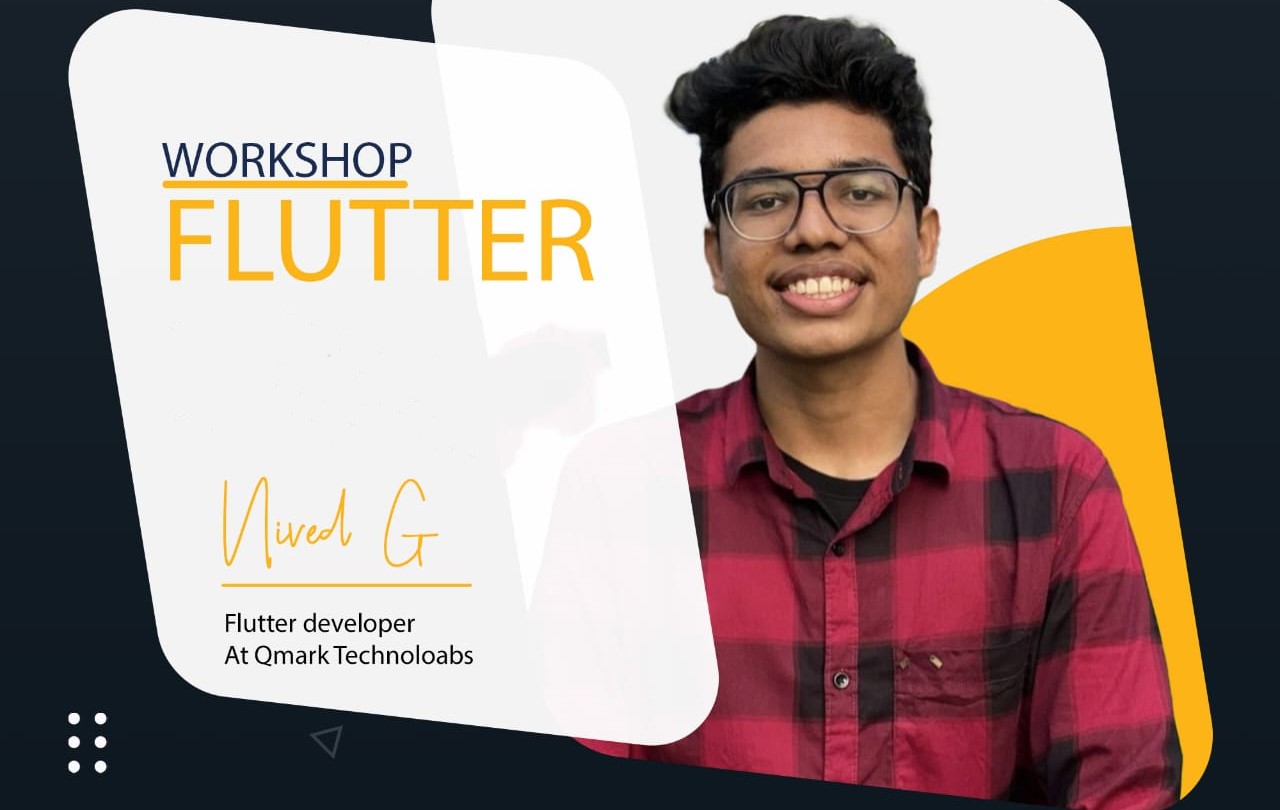 WORKSHOP
FLUTTER
Nived G
Flutter developer
At Qmark Technoloabs